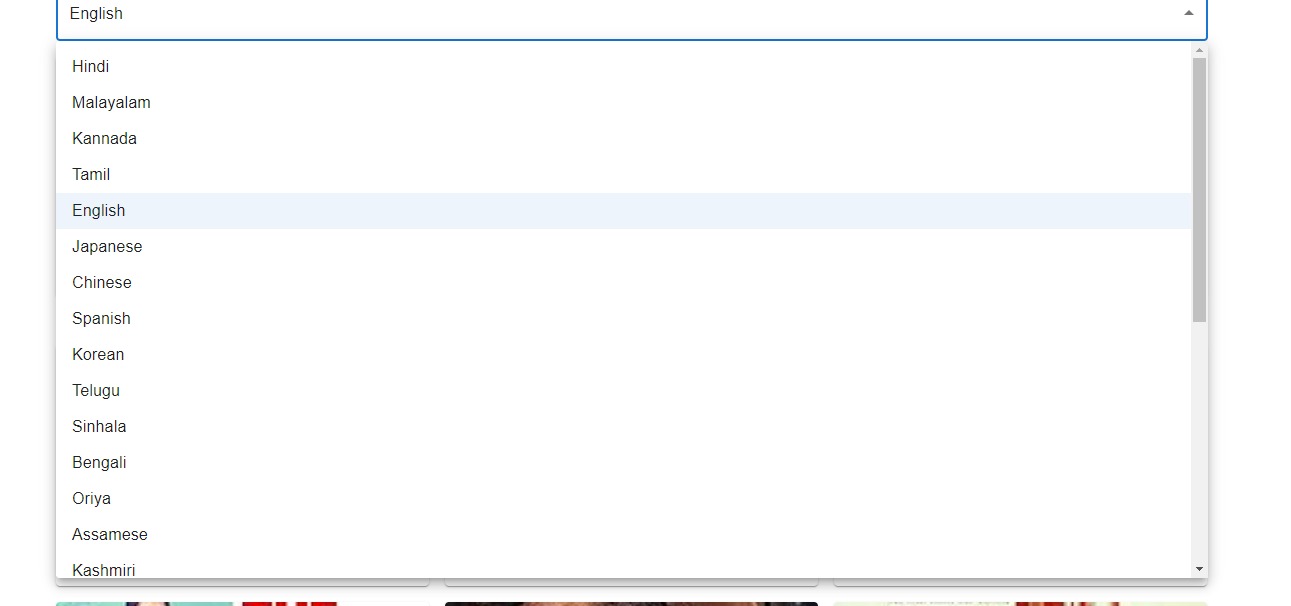 English
Hindi
Malayalam
Kannada
Tamil
English
Japanese
Chinese
Spanish
Korean
Telugu
Sinhala
Bengali
Oriya
Assamese
Kashmiri